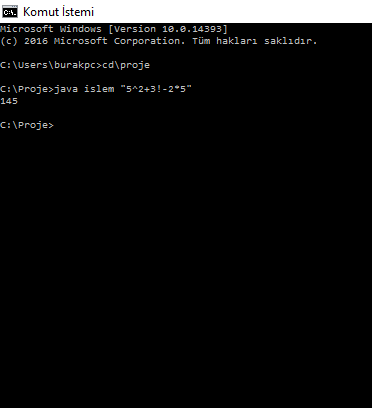 Komut İstemi
Microsoft Windows [Version 10.0.14393]
(c) 2016 Microsoft Corporation. Tüm hakları saklıdır.
C:\Users\burakpc>cd\proje
C:\Proje>java islem "5^2+3!-2*5"
145
C:\Proje>